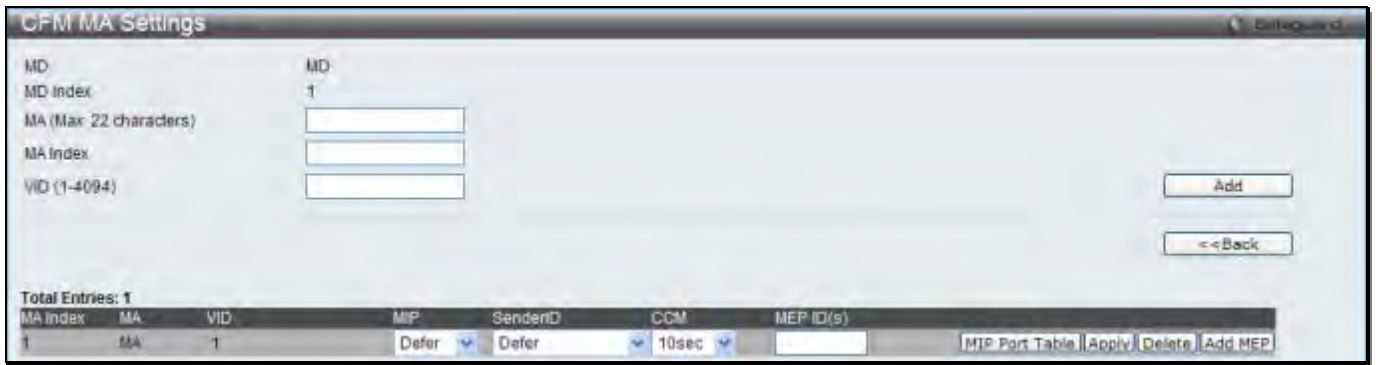 CFM MA Settings Safeguard
MD MD
MD Index 1
MA (Max: 22 characters)
MA Index
VID (1-4094)
Add
<<Back
Total Entries: 1
MA Index MA VID MIP SenderID CCM MEP ID(s)
1 MA 1 Defer Defer 10sec MIP Port Table Apply Delete Add MEP